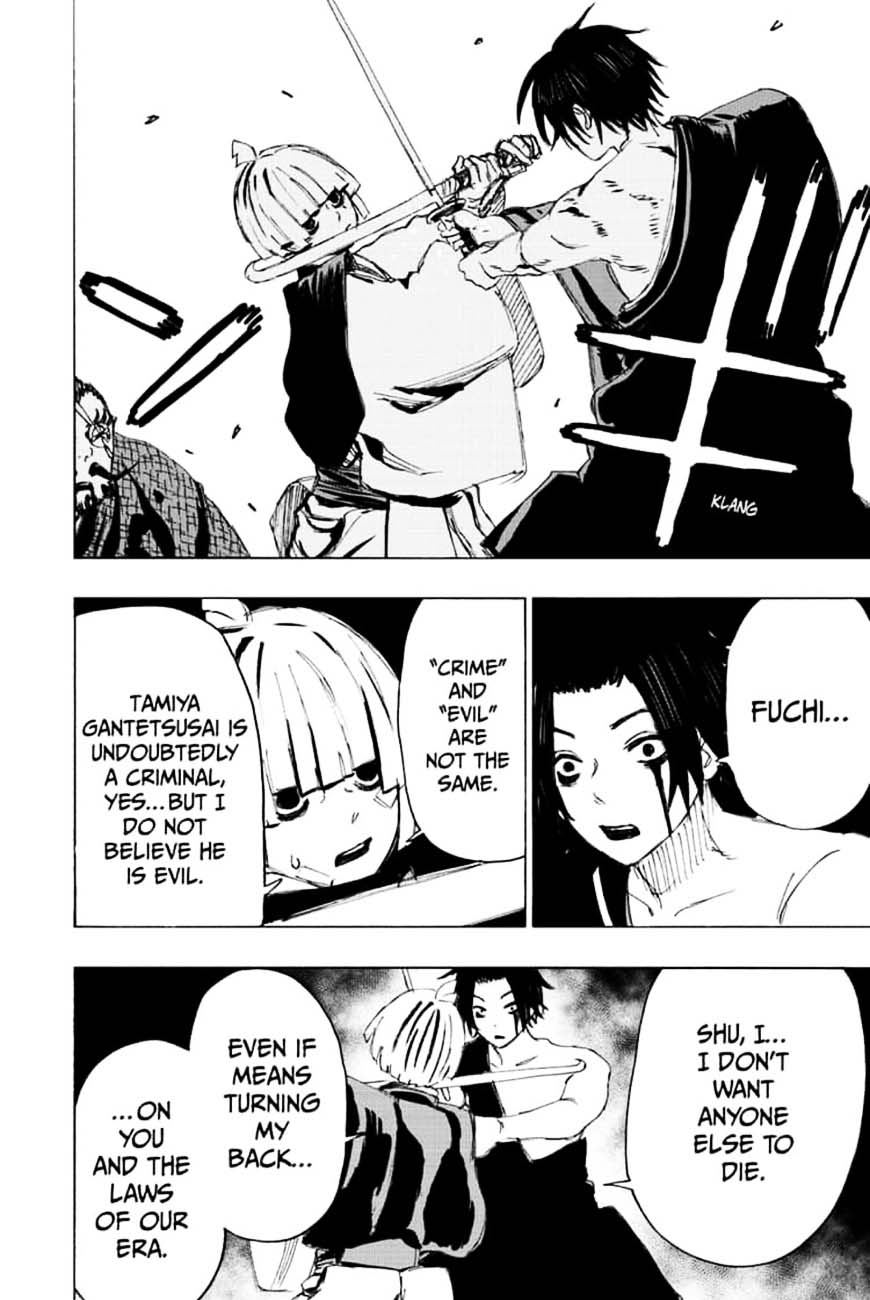 KLANG
FUCHI...
"CRIME"
AND
"EVIL"
ARE
NOT THE
SAME.
TAMIYA
GANTETSUSAI IS
UNDOUBTEDLY
A CRIMINAL,
YES...BUT I
DO NOT
BELIEVE HE
IS EVIL.
SHU, I...
I DON'T
WANT
ANYONE
ELSE TO
DIE.
EVEN IF
MEANS
TURNING
MY
BACK...
...ON
YOU
AND THE
LAWS
OF OUR
ERA.